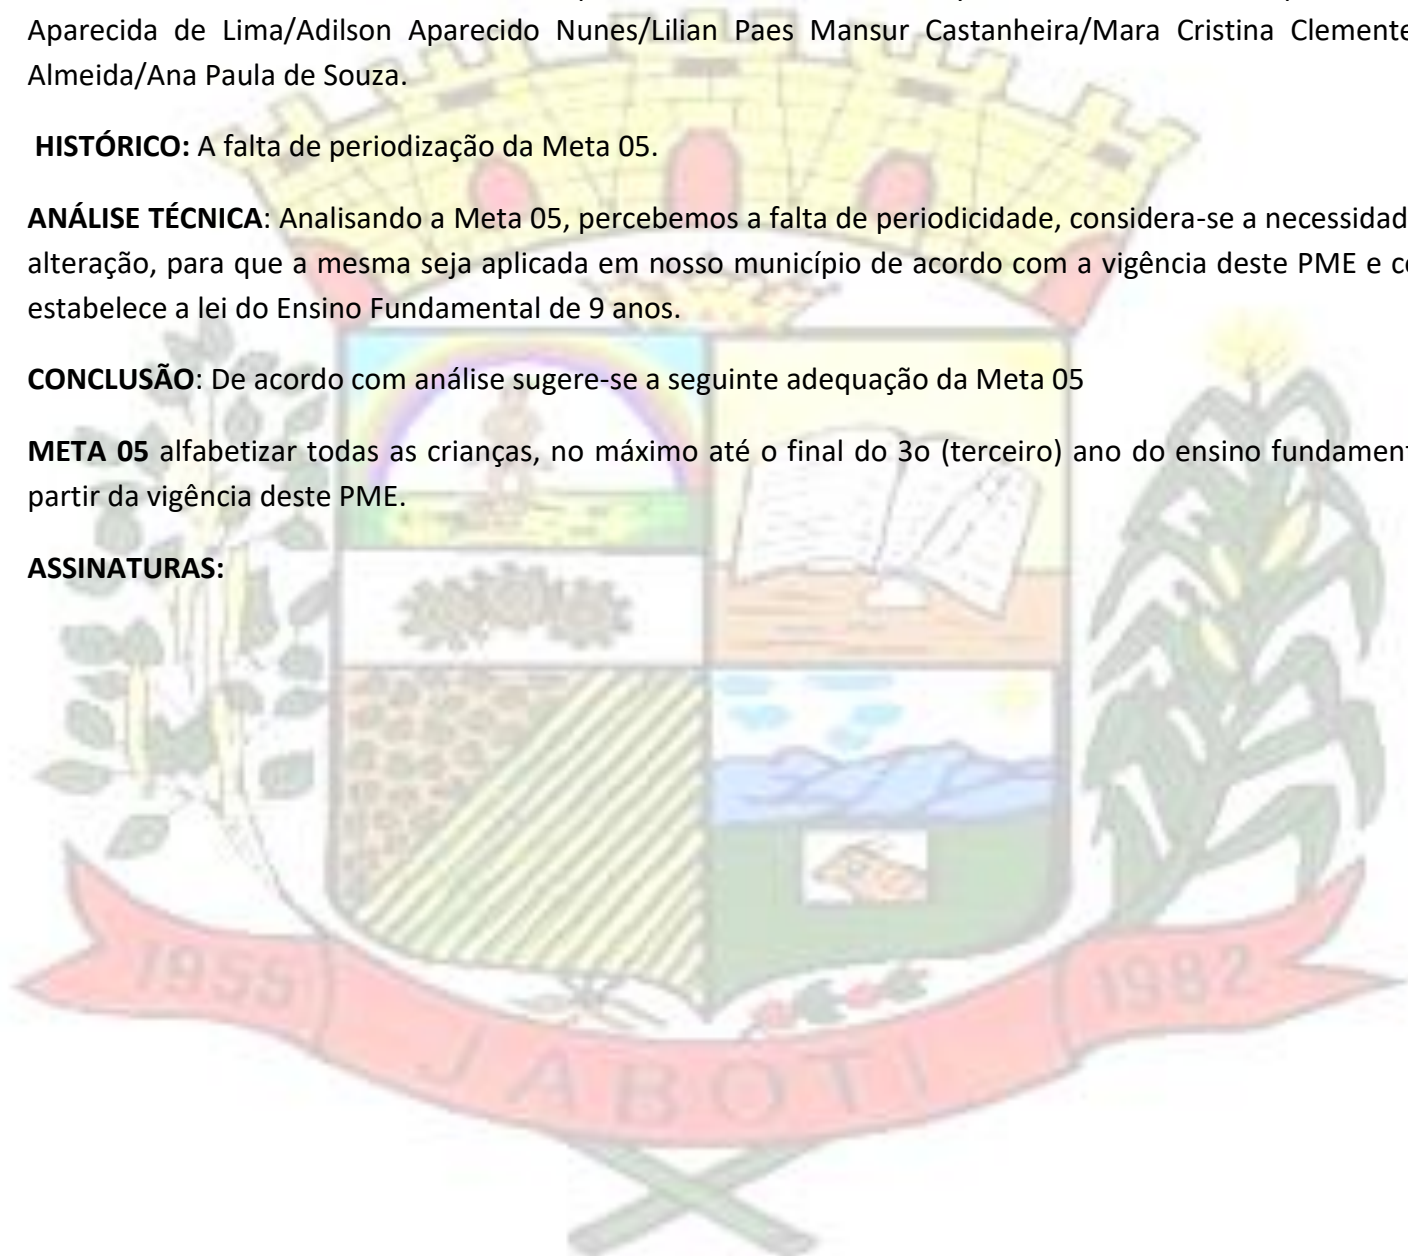 Aparecida de Lima/Adilson Aparecido Nunes/Lilian Paes Mansur Castanheira/Mara Cristina Clemente
Almeida/Ana Paula de Souza.
HISTÓRICO: A falta de periodização da Meta 05.
ANÁLISE TÉCNICA: Analisando a Meta 05, percebemos a falta de periodicidade, considera-se a necessidad
alteração, para que a mesma seja aplicada em nosso município de acordo com a vigência deste PME e c
estabelece a lei do Ensino Fundamental de 9 anos.
CONCLUSÃO: De acordo com análise sugere-se a seguinte adequação da Meta 05
META 05 alfabetizar todas as crianças, no máximo até o final do 3o (terceiro) ano do ensino fundament
partir da vigência deste PME.
ASSINATURAS:
1955
1982
JABOTI